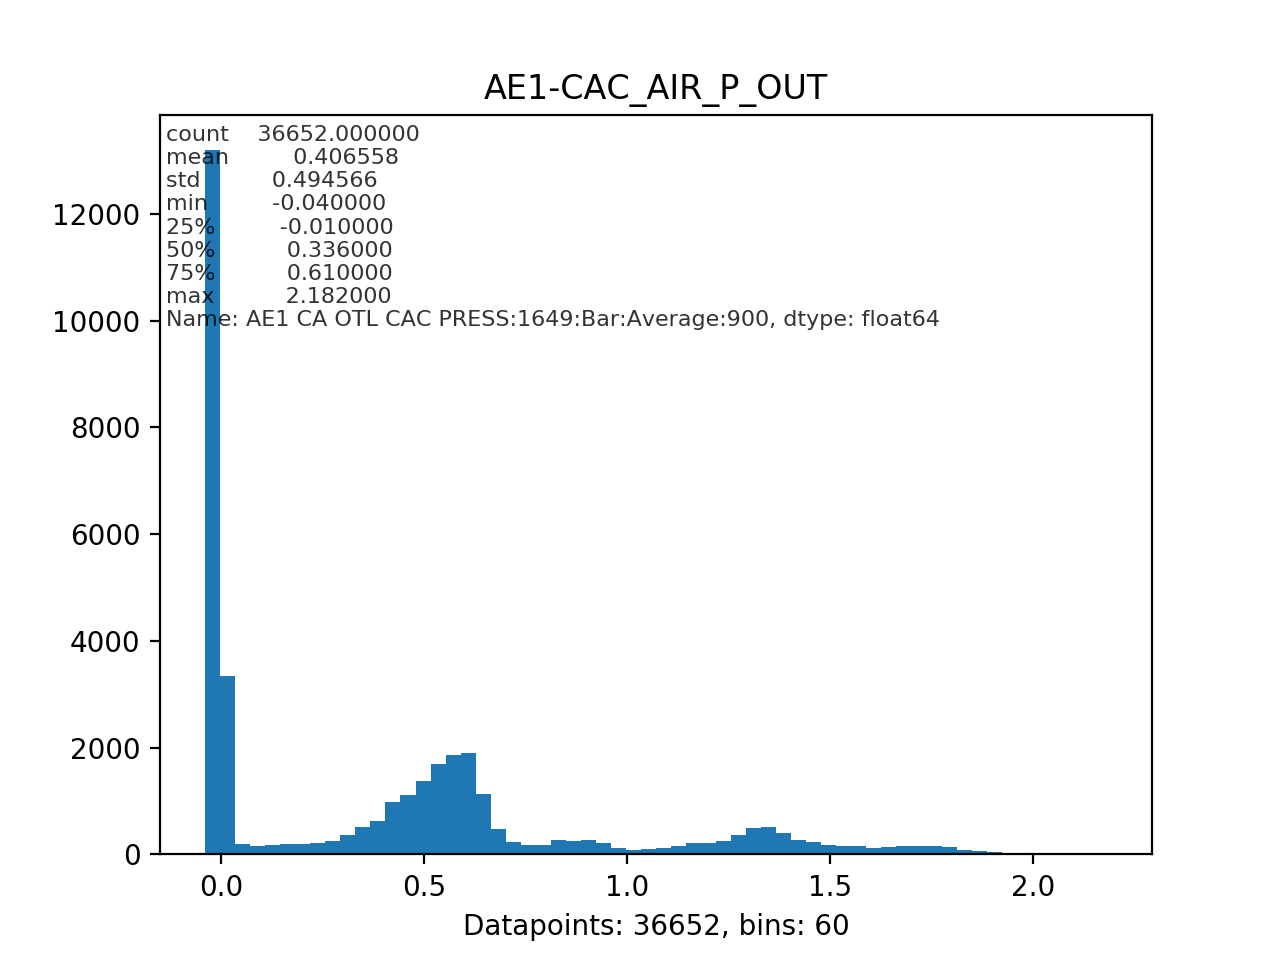 AE1-CAC_AIR_P_OUT
count 36652.000000
mean 0.406558
std 0.494566
min -0.040000
25% -0.010000
50% 0.336000
75% 0.610000
max 2.182000
Name: AE1 CA OTL CAC PRESS:1649:Bar:Average:900, dtype: float64
12000
10000
8000
6000
4000
2000
0
0.0 0.5 1.0 1.5 2.0
Datapoints: 36652, bins: 60